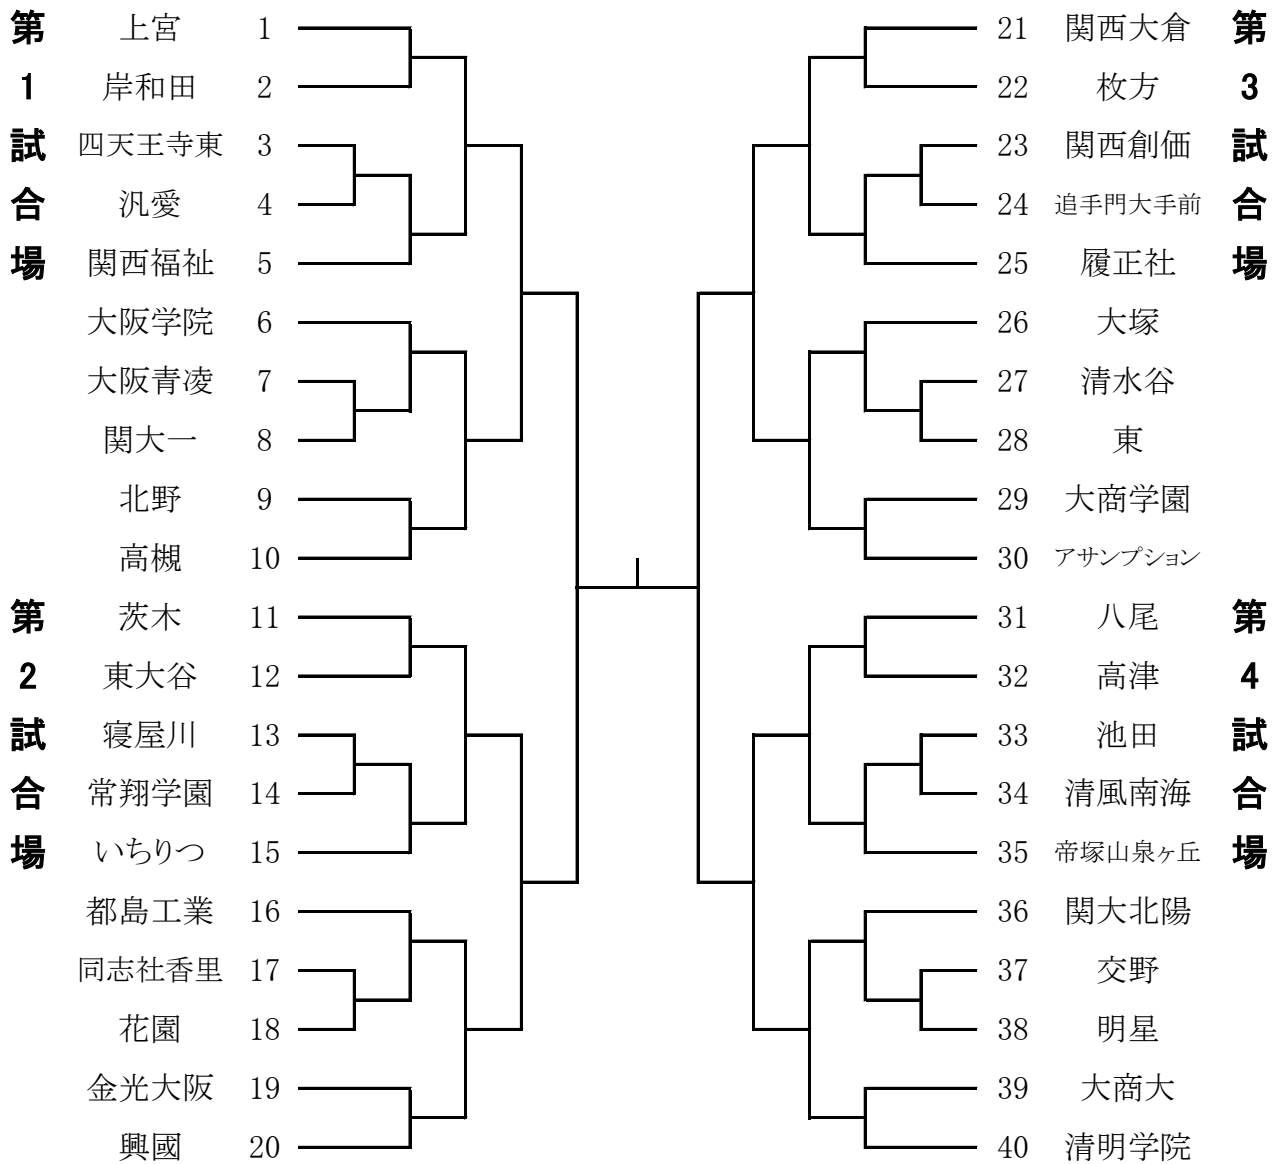 第 上宮 1 21 関西大倉 第
1 岸和田 2 22 枚方 3
試 四天王寺東 3 23 関西創価 試
合 汎愛 4 24 追手門大手前 合
場 関西福祉 5 25 履正社 場
大阪学院 6 26 大塚
大阪青凌 7 27 清水谷
関大一 8 28 東
北野 9 29 大商学園
高槻 10 30 アサンプション
第 茨木 11 31 八尾 第
2 東大谷 12 32 高津 4
試 寝屋川 13 33 池田 試
合 常翔学園 14 34 清風南海 合
場 いちりつ 15 35 帝塚山泉ヶ丘 場
都島工業 16 36 関大北陽
同志社香里 17 37 交野
花園 18 38 明星
金光大阪 19 39 大商大
興國 20 40 清明学院